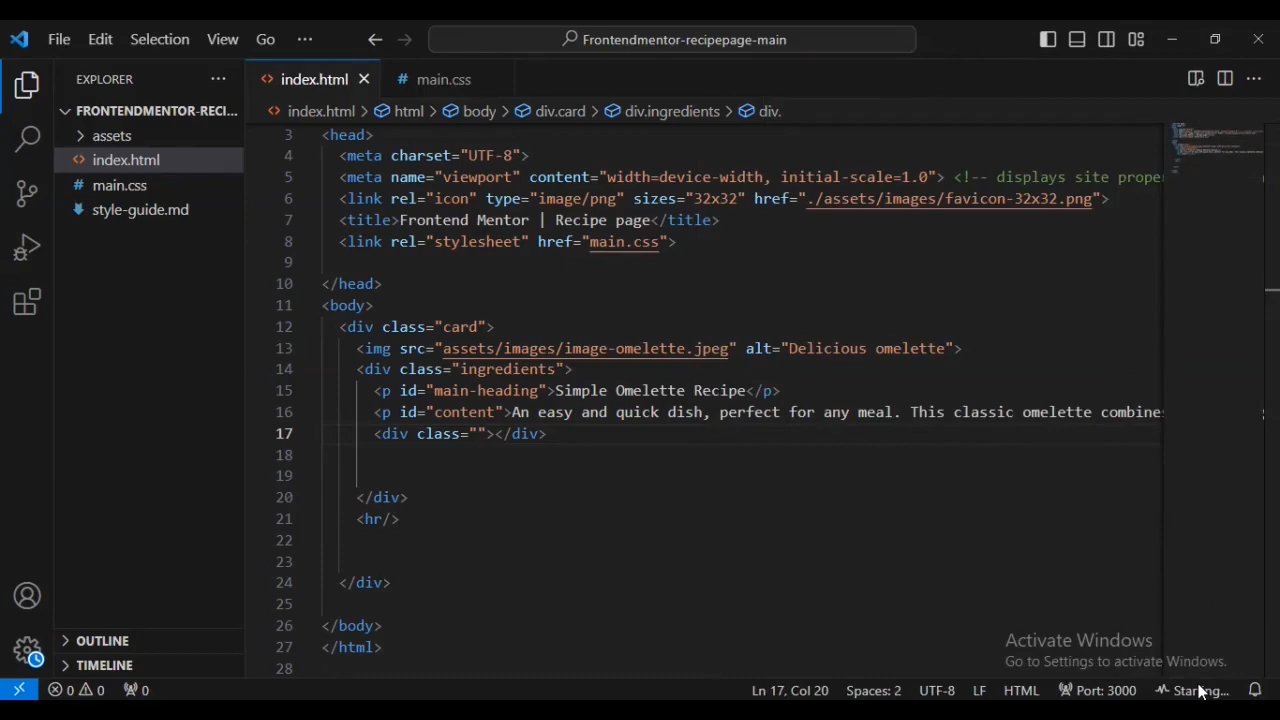 File Edit Selection View Go ···
Frontendmentor-recipepage-main
EXPLORER ···
FRONTENDMENTOR-RECI...
assets
index.html
main.css
style-guide.md
OUTLINE
TIMELINE
index.html main.css ···
index.html > html > body > div.card > div.ingredients > div.
3 <head>
4 <meta charset="UTF-8">
5 <meta name="viewport" content="width=device-width, initial-scale=1.0"> <!-- displays site proper
6 <link rel="icon" type="image/png" sizes="32x32" href="./assets/images/favicon-32x32.png">
7 <title>Frontend Mentor | Recipe page</title>
8 <link rel="stylesheet" href="main.css">
9
10 </head>
11 <body>
12 <div class="card">
13 <img src="assets/images/image-omelette.jpeg" alt="Delicious omelette">
14 <div class="ingredients">
15 <p id="main-heading">Simple Omelette Recipe</p>
16 <p id="content">An easy and quick dish, perfect for any meal. This classic omelette combines
17 <div class=""></div>
18
19
20 </div>
21 <hr/>
22
23
24 </div>
25
26 </body>
27 </html>
28
Activate Windows
Go to Settings to activate Windows.
0 0 0 Ln 17, Col 20 Spaces: 2 UTF-8 LF HTML Port: 3000